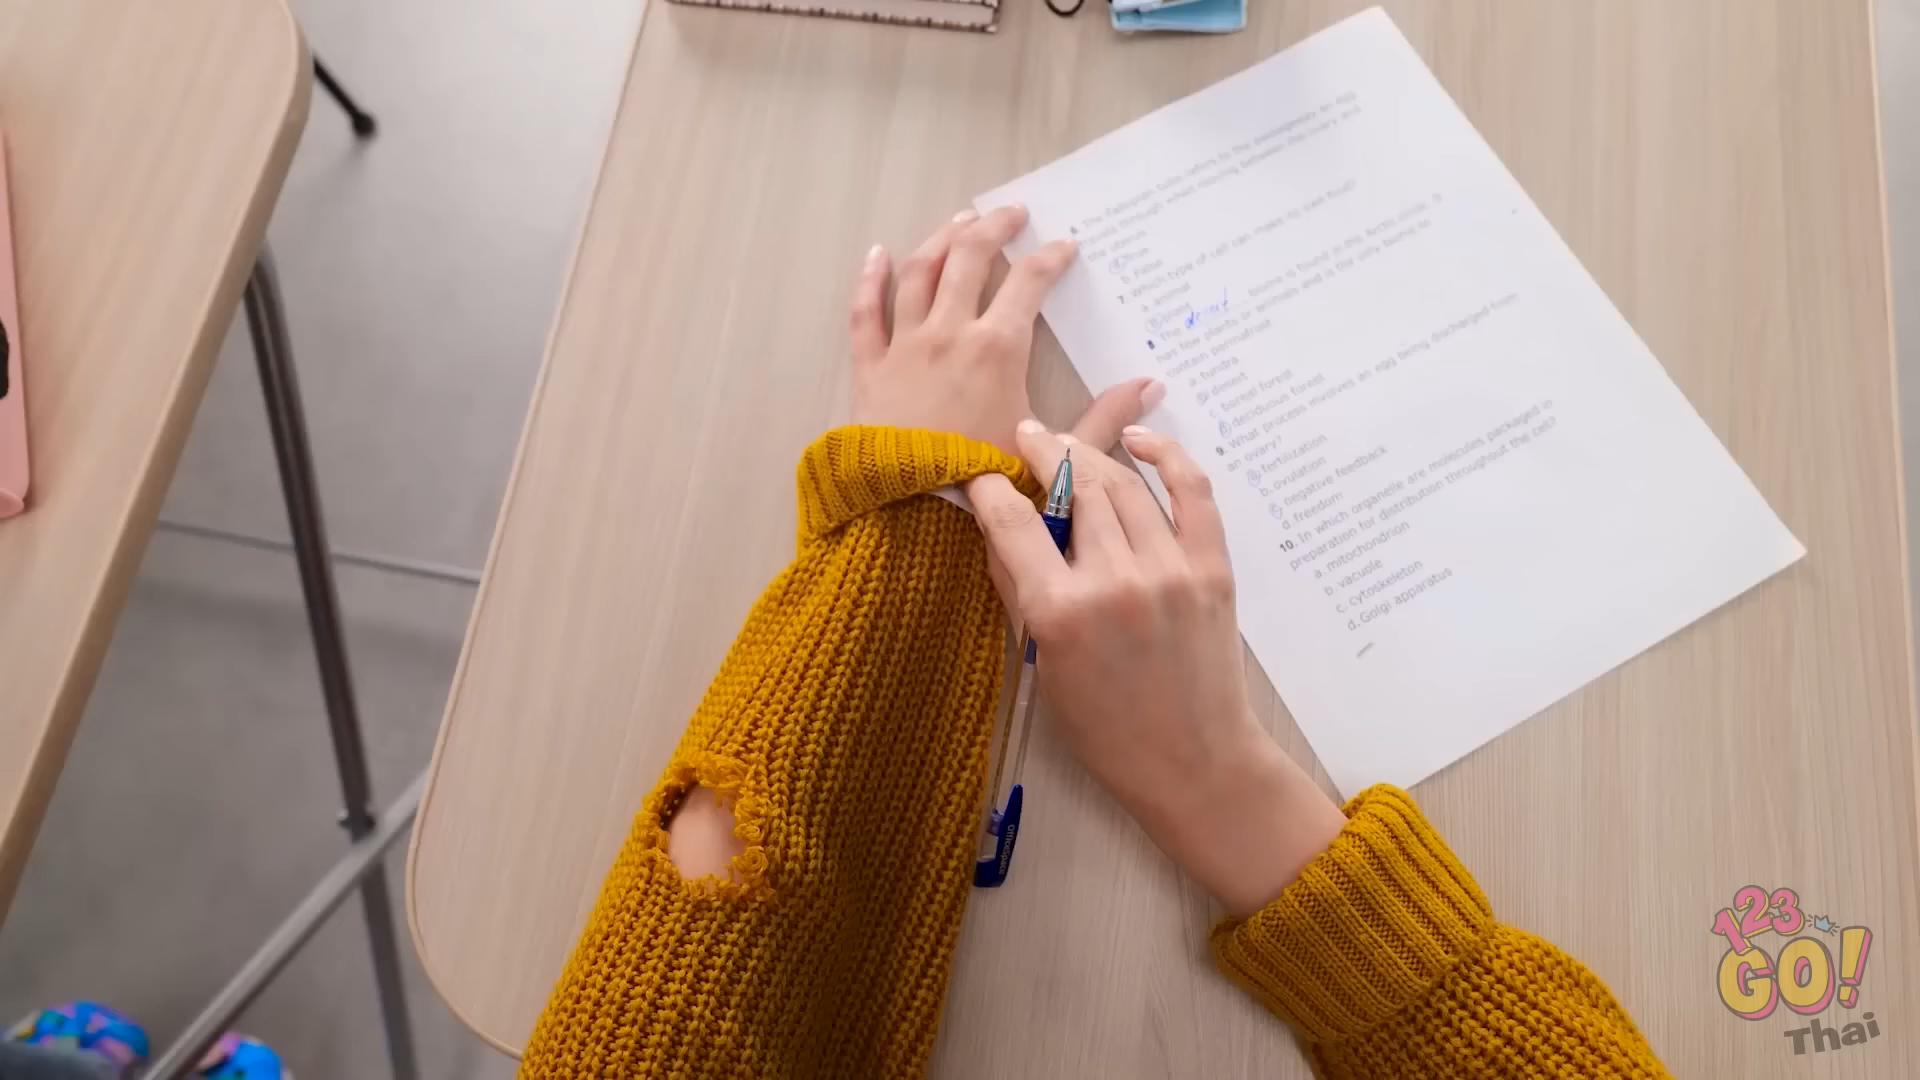 6. The Fallopian tube refers to the passageway an egg
travels through when moving between the ovary and
the uterus.
a. True
b. False
7. Which type of cell can make its own food?
a. animal
b. plant
8. The desert biome is found in the Arctic circle. It
has few plants or animals and is the only biome to
contain permafrost
a. tundra
b. desert
c. boreal forest
d. deciduous forest
9. What process involves an egg being discharged from
an ovary?
a. fertilization
b. ovulation
c. negative feedback
d. freedom
10. In which organelle are molecules packaged in
preparation for distribution throughout the cell?
a. mitochondrion
b. vacuole
c. cytoskeleton
d. Golgi apparatus
OfficeSpace
123
GO!
Thai